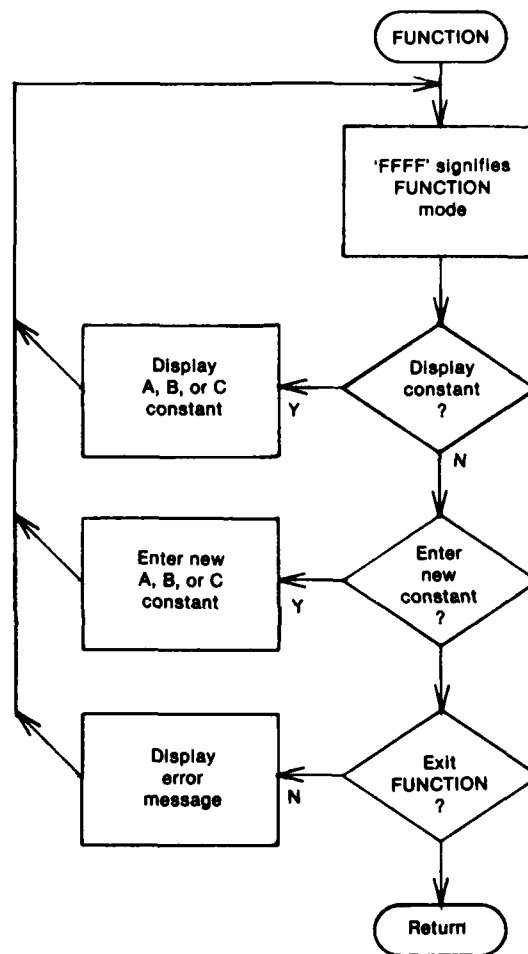 FUNCTION
'FFFF' signifies
FUNCTION
mode
Display
A, B, or C
constant
Y
Display
constant
?
N
Enter new
A, B, or C
constant
Y
Enter
new
constant
?
Display
error
message
N
Exit
FUNCTION
?
Return